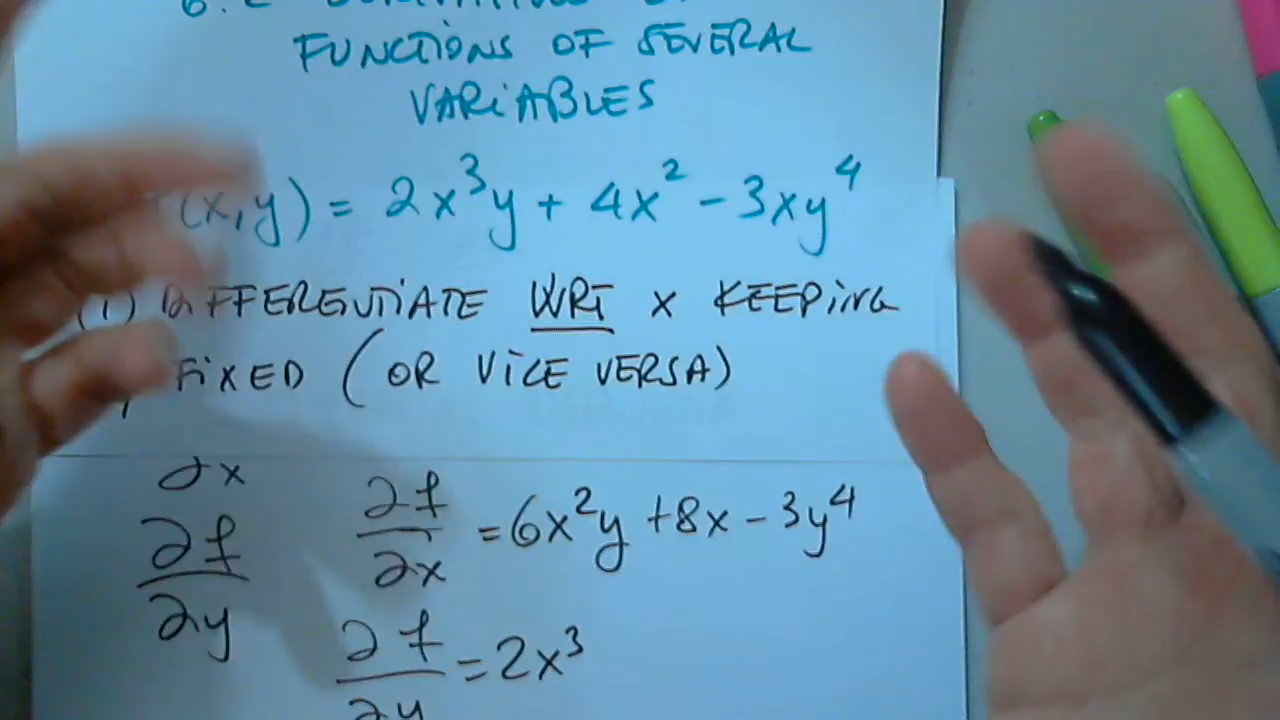 FUNCTIONS OF SEVERAL
VARIABLES
(x,y) = 2x³y + 4x² - 3xy⁴
(1) DIFFERENTIATE WRT x KEEPING
FIXED (OR VICE VERSA)
∂x
∂f/∂y
∂f/∂x = 6x²y + 8x - 3y⁴
∂f/∂y = 2x³